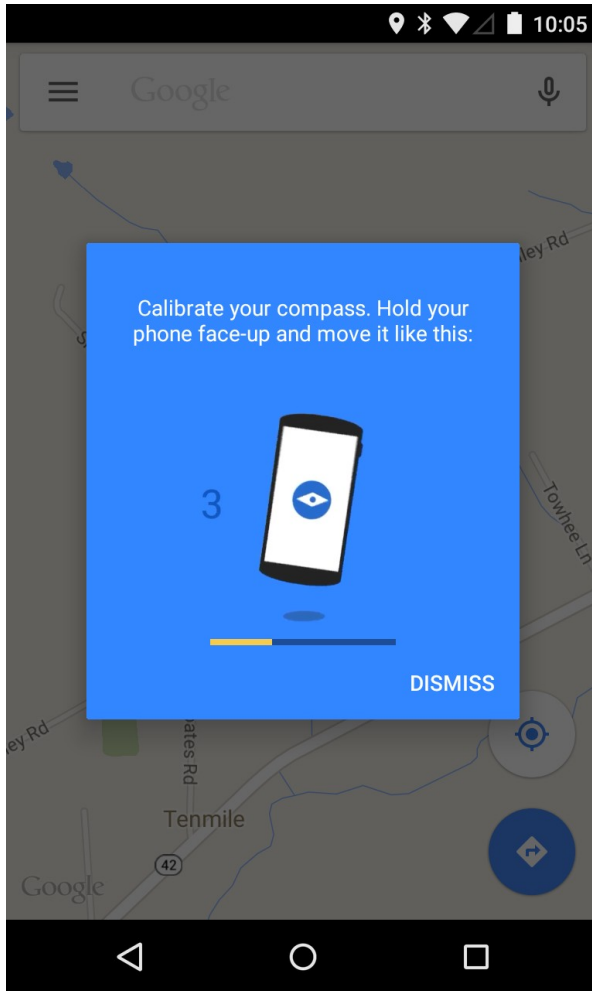 10:05
Google
ley Rd
Calibrate your compass. Hold your
phone face-up and move it like this:
3
Towhee Ln
DISMISS
ley Rd
ates Rd
Tenmile
42
Google